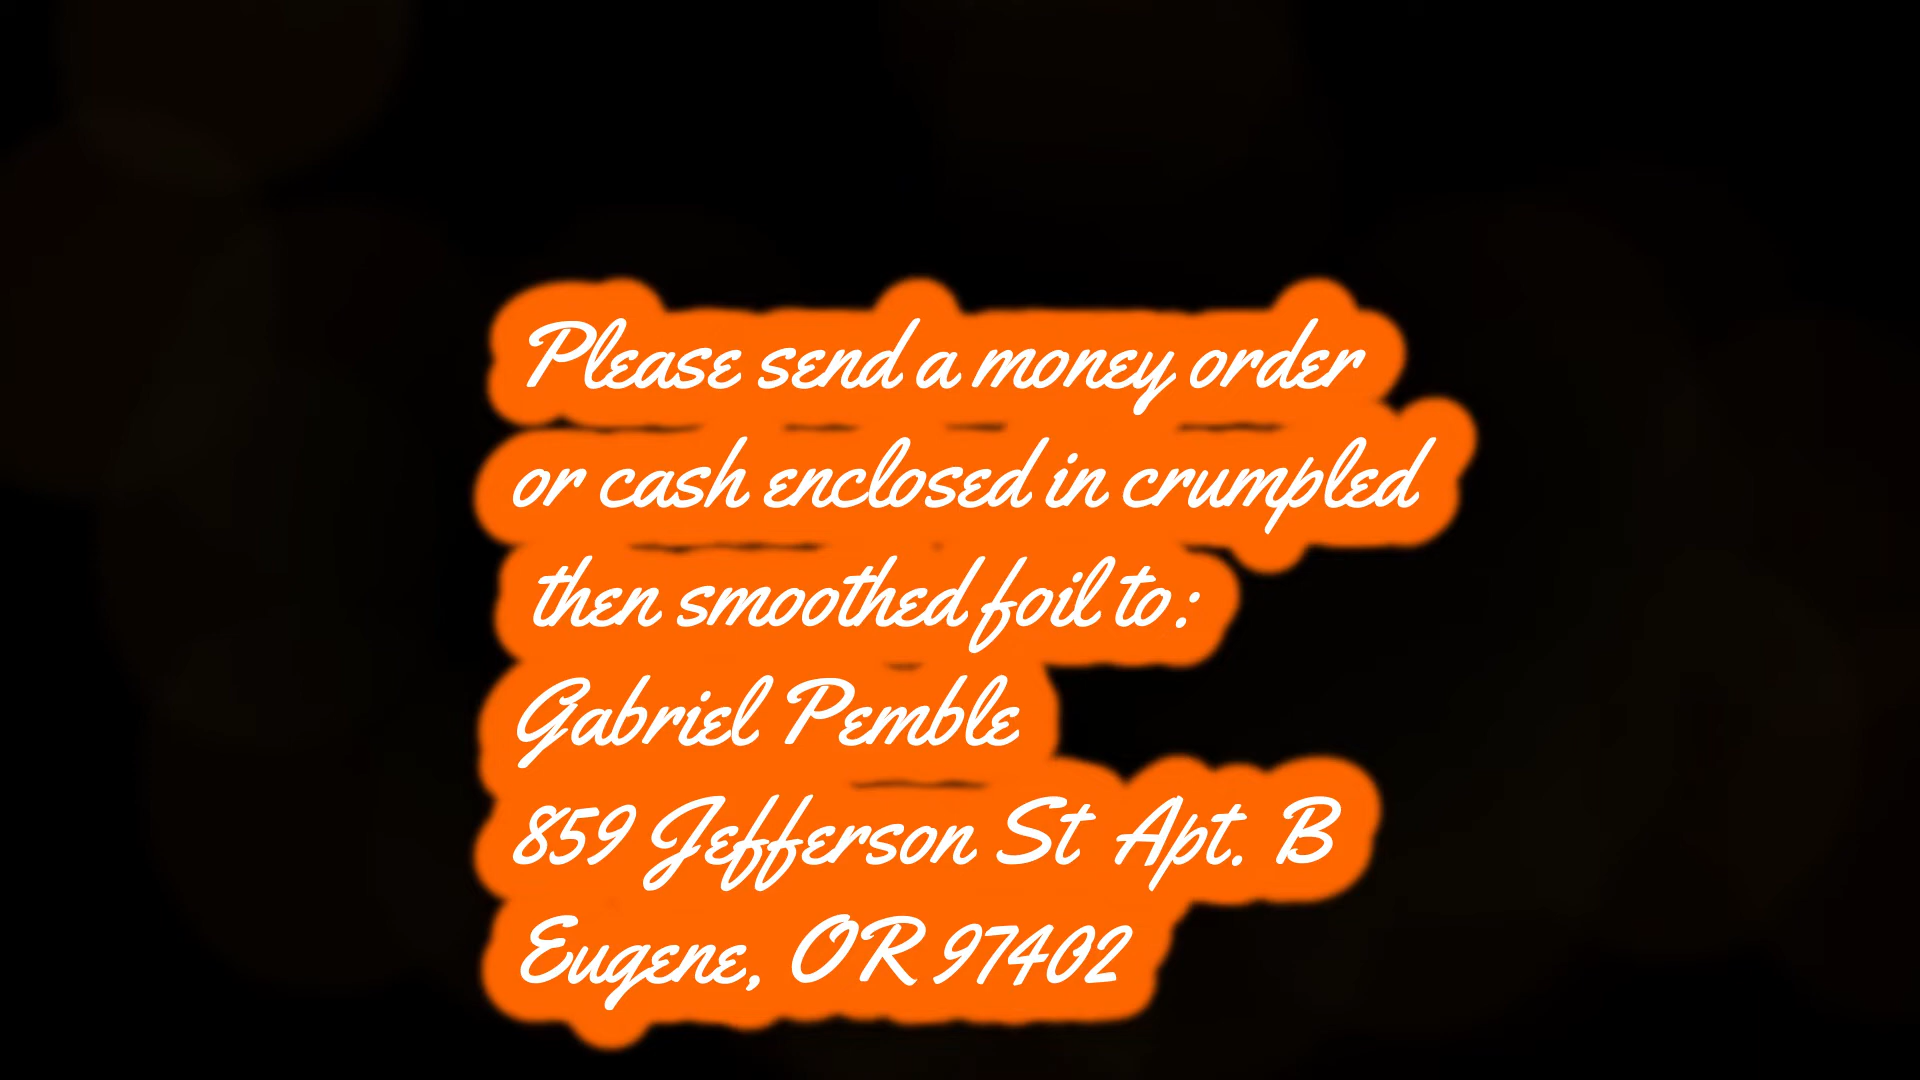 Please send a money order
or cash enclosed in crumpled
then smoothed foil to:
Gabriel Pemble
859 Jefferson St Apt. B
Eugene, OR 97402